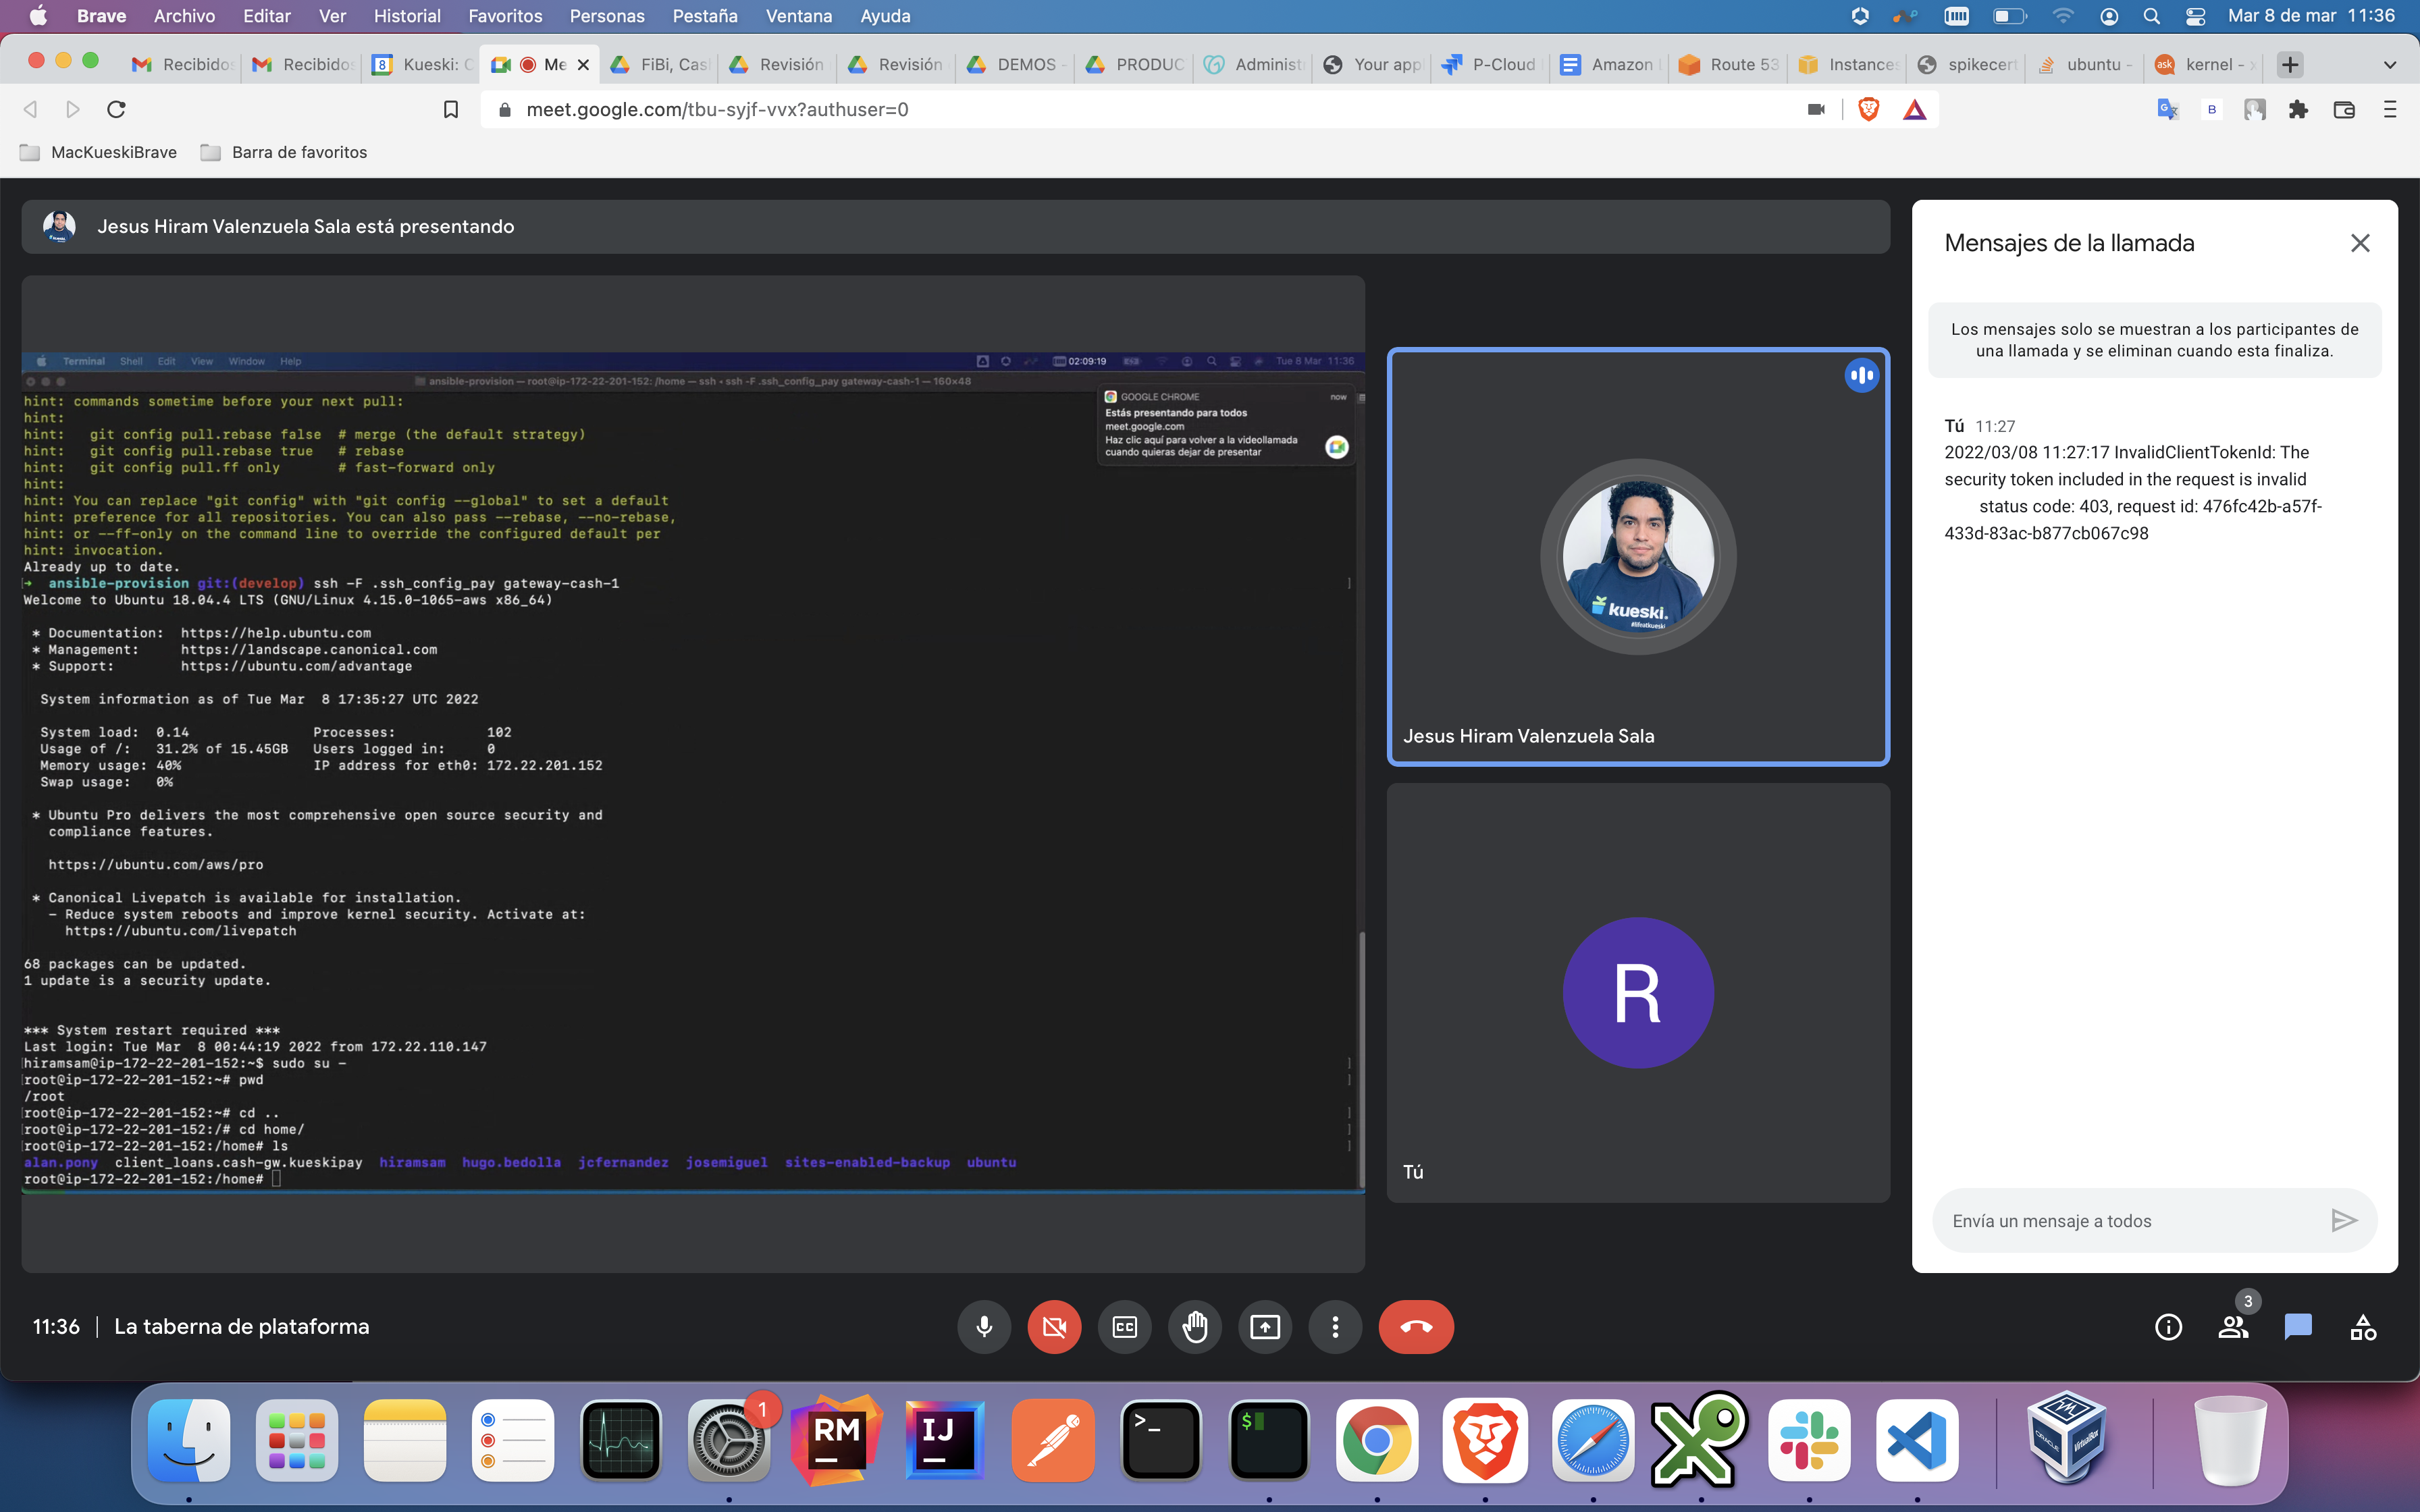 Brave Archivo Editar Ver Historial Favoritos Personas Pestaña Ventana Ayuda Mar 8 de mar 11:36
Recibidos Recibidos Kueski: C Me FiBi, Cas Revisión Revisión DEMOS - PRODUC Administ Your app P-Cloud Amazon Route 53 Instances spikecert ubuntu - kernel -
meet.google.com/tbu-syjf-vvx?authuser=0
MacKueskiBrave Barra de favoritos
Jesus Hiram Valenzuela Sala está presentando
Terminal Shell Edit View Window Help 02:09:19 Tue 8 Mar 11:36
ansible-provision — root@ip-172-22-201-152: /home — ssh • ssh -F .ssh_config_pay gateway-cash-1 — 160×48
GOOGLE CHROME now
Estás presentando para todos
meet.google.com
Haz clic aquí para volver a la videollamada
cuando quieras dejar de presentar
hint: commands sometime before your next pull:
hint:
hint:   git config pull.rebase false  # merge (the default strategy)
hint:   git config pull.rebase true   # rebase
hint:   git config pull.ff only       # fast-forward only
hint:
hint: You can replace "git config" with "git config --global" to set a default
hint: preference for all repositories. You can also pass --rebase, --no-rebase,
hint: or --ff-only on the command line to override the configured default per
hint: invocation.
Already up to date.
→  ansible-provision git:(develop) ssh -F .ssh_config_pay gateway-cash-1
Welcome to Ubuntu 18.04.4 LTS (GNU/Linux 4.15.0-1065-aws x86_64)
* Documentation:  https://help.ubuntu.com
* Management:     https://landscape.canonical.com
* Support:        https://ubuntu.com/advantage
System information as of Tue Mar  8 17:35:27 UTC 2022
System load:  0.14               Processes:           102
Usage of /:   31.2% of 15.45GB   Users logged in:     0
Memory usage: 40%                IP address for eth0: 172.22.201.152
Swap usage:   0%
* Ubuntu Pro delivers the most comprehensive open source security and
compliance features.
https://ubuntu.com/aws/pro
* Canonical Livepatch is available for installation.
- Reduce system reboots and improve kernel security. Activate at:
https://ubuntu.com/livepatch
68 packages can be updated.
1 update is a security update.
*** System restart required ***
Last login: Tue Mar  8 00:44:19 2022 from 172.22.110.147
hiramsam@ip-172-22-201-152:~$ sudo su -
root@ip-172-22-201-152:~# pwd
/root
root@ip-172-22-201-152:~# cd ..
root@ip-172-22-201-152:/# cd home/
root@ip-172-22-201-152:/home# ls
alan.pony  client_loans.cash-gw.kueskipay  hiramsam  hugo.bedolla  jcfernandez  josemiguel  sites-enabled-backup  ubuntu
root@ip-172-22-201-152:/home#
kueski.
#lifeatkueski
Jesus Hiram Valenzuela Sala
R
Tú
Mensajes de la llamada
Los mensajes solo se muestran a los participantes de
una llamada y se eliminan cuando esta finaliza.
Tú 11:27
2022/03/08 11:27:17 InvalidClientTokenId: The
security token included in the request is invalid
status code: 403, request id: 476fc42b-a57f-
433d-83ac-b877cb067c98
Envía un mensaje a todos
11:36 | La taberna de plataforma
3
1
RM
IJ